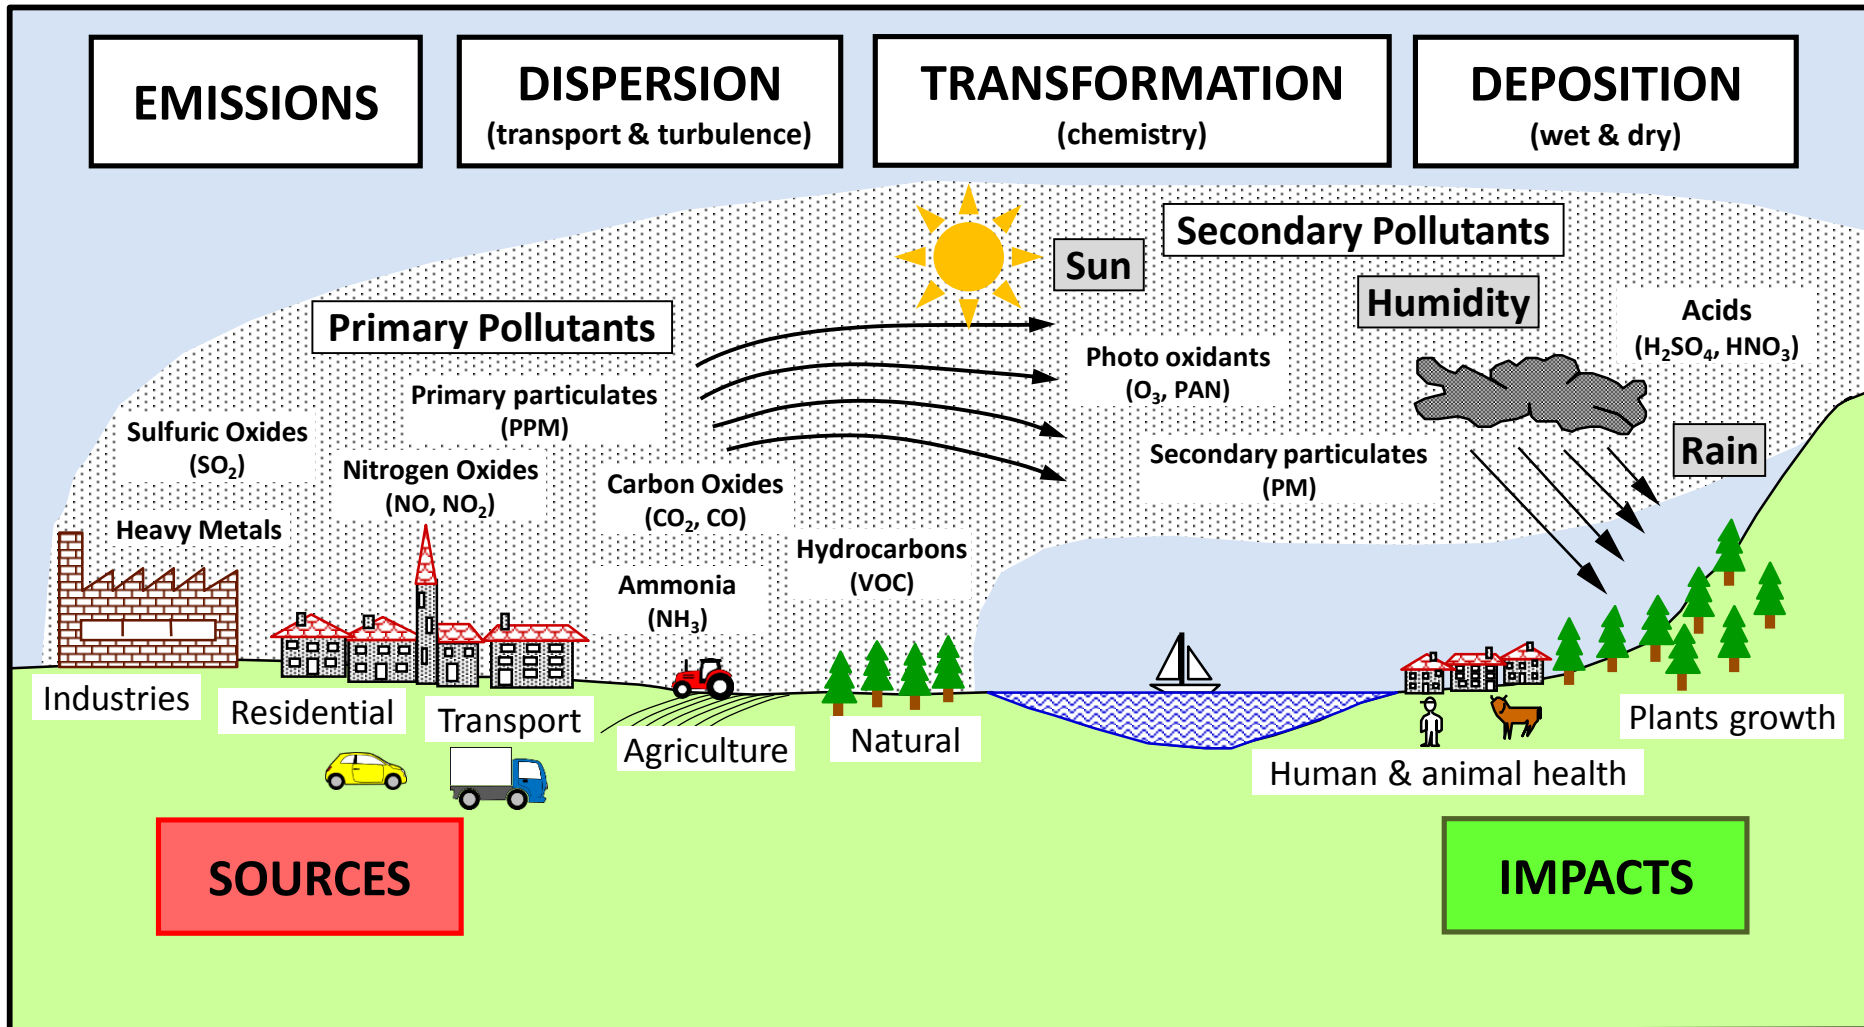 EMISSIONS
DISPERSION
(transport & turbulence)
TRANSFORMATION
(chemistry)
DEPOSITION
(wet & dry)
Secondary Pollutants
Sun
Humidity
Primary Pollutants
Acids
(H₂SO₄, HNO₃)
Photo oxidants
(O₃, PAN)
Primary particulates
(PPM)
Sulfuric Oxides
(SO₂)
Nitrogen Oxides
(NO, NO₂)
Carbon Oxides
(CO₂, CO)
Secondary particulates
(PM)
Rain
Heavy Metals
Hydrocarbons
(VOC)
Ammonia
(NH₃)
Industries
Residential
Transport
Agriculture
Natural
Plants growth
Human & animal health
SOURCES
IMPACTS